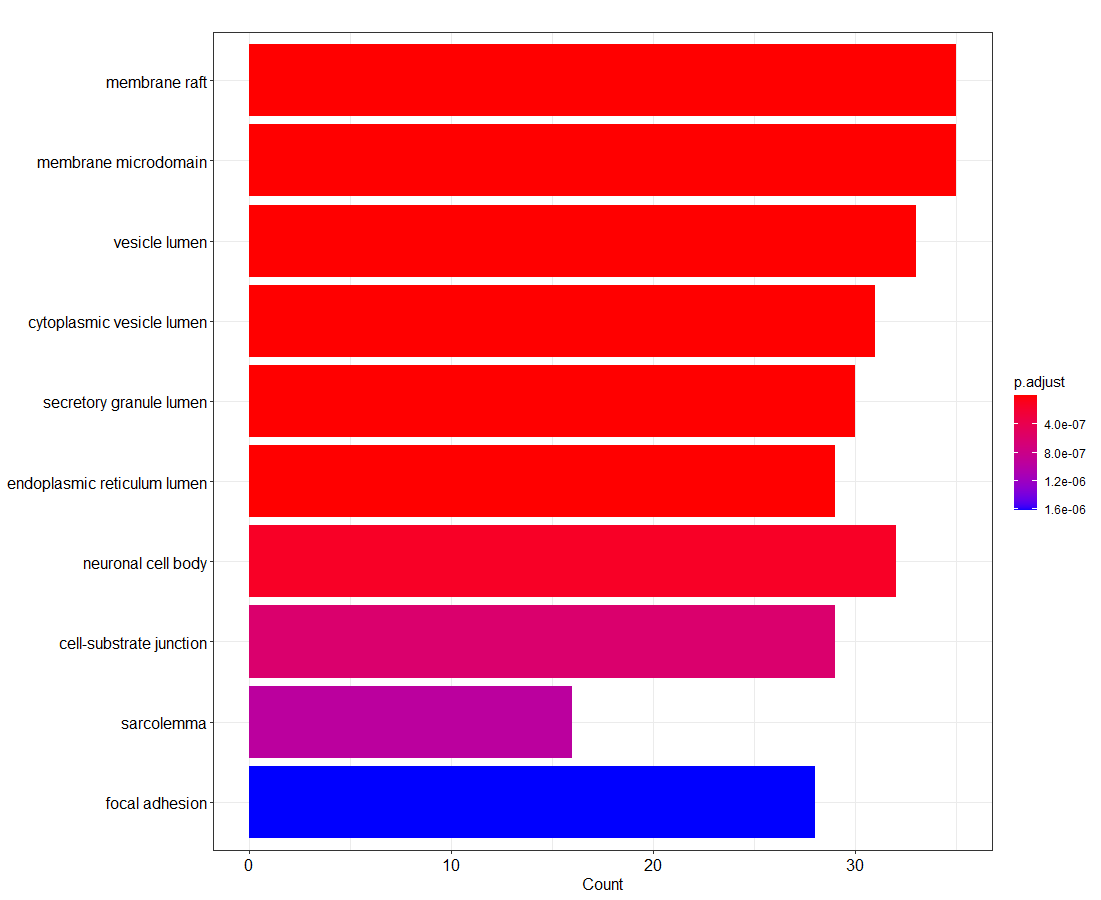 membrane raft
membrane microdomain
vesicle lumen
cytoplasmic vesicle lumen
secretory granule lumen
endoplasmic reticulum lumen
neuronal cell body
cell-substrate junction
sarcolemma
focal adhesion
0 10 20 30
Count
p.adjust
4.0e-07
8.0e-07
1.2e-06
1.6e-06